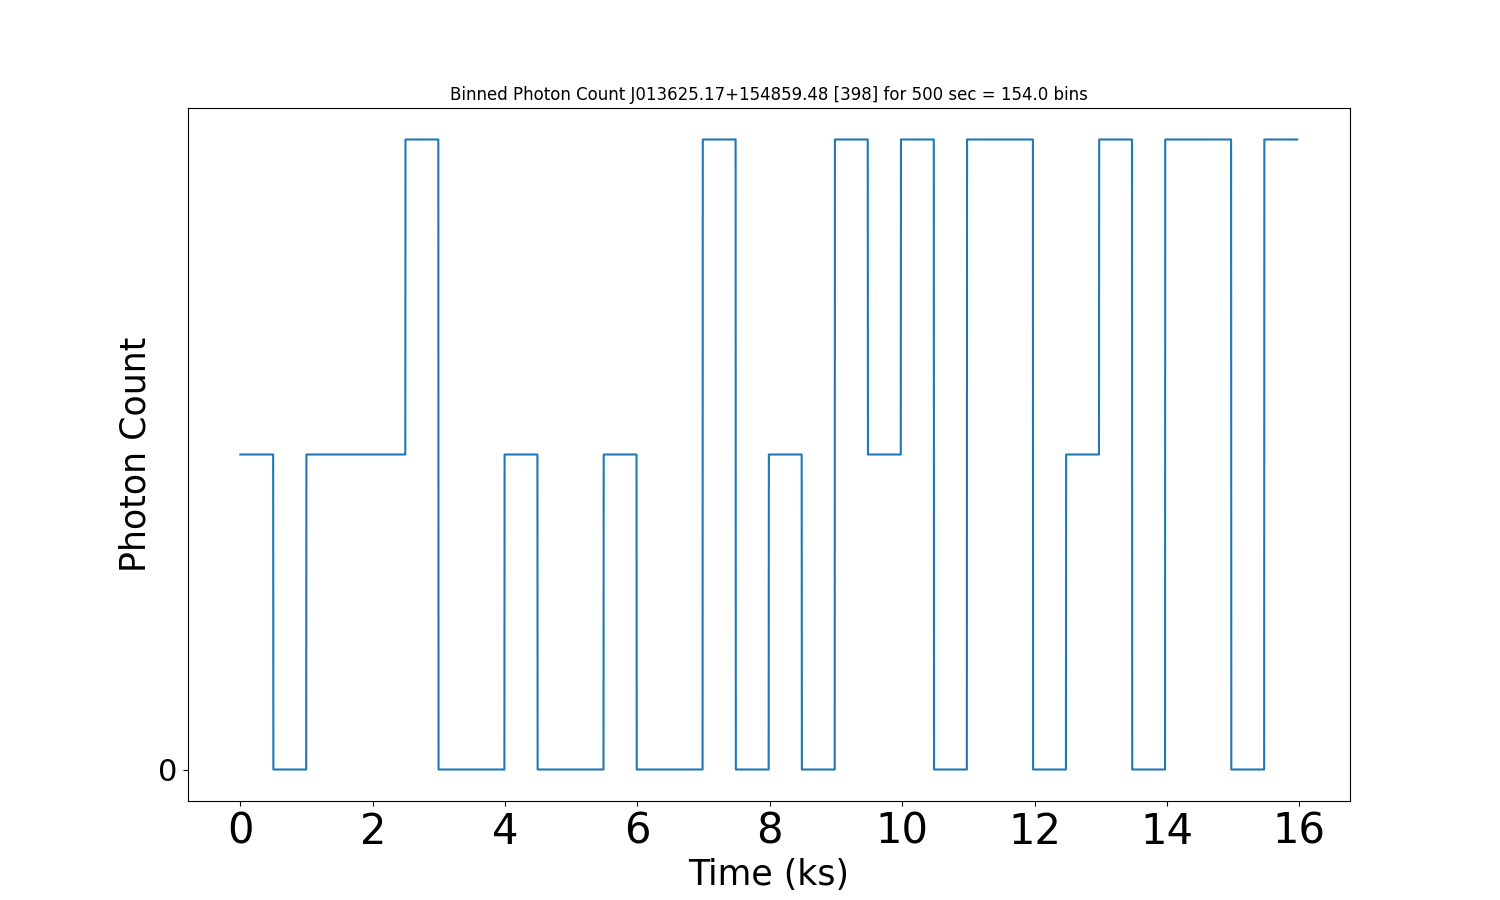 Binned Photon Count J013625.17+154859.48 [398] for 500 sec = 154.0 bins
Photon Count
0
0 2 4 6 8 10 12 14 16
Time (ks)